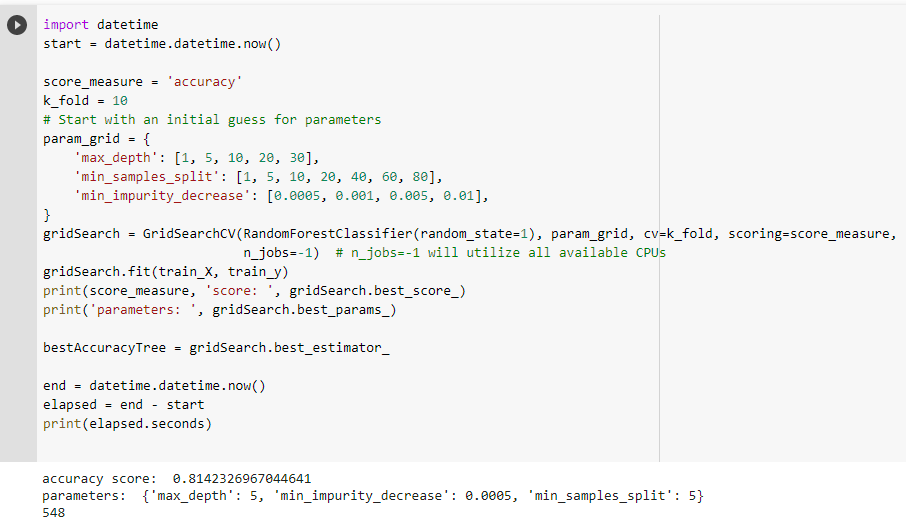 import datetime
start = datetime.datetime.now()
score_measure = 'accuracy'
k_fold = 10
# Start with an initial guess for parameters
param_grid = {
    'max_depth': [1, 5, 10, 20, 30],
    'min_samples_split': [1, 5, 10, 20, 40, 60, 80],
    'min_impurity_decrease': [0.0005, 0.001, 0.005, 0.01],
}
gridSearch = GridSearchCV(RandomForestClassifier(random_state=1), param_grid, cv=k_fold, scoring=score_measure,
                          n_jobs=-1)  # n_jobs=-1 will utilize all available CPUs
gridSearch.fit(train_X, train_y)
print(score_measure, 'score: ', gridSearch.best_score_)
print('parameters: ', gridSearch.best_params_)
bestAccuracyTree = gridSearch.best_estimator_
end = datetime.datetime.now()
elapsed = end - start
print(elapsed.seconds)
accuracy score:  0.8142326967044641
parameters:  {'max_depth': 5, 'min_impurity_decrease': 0.0005, 'min_samples_split': 5}
548